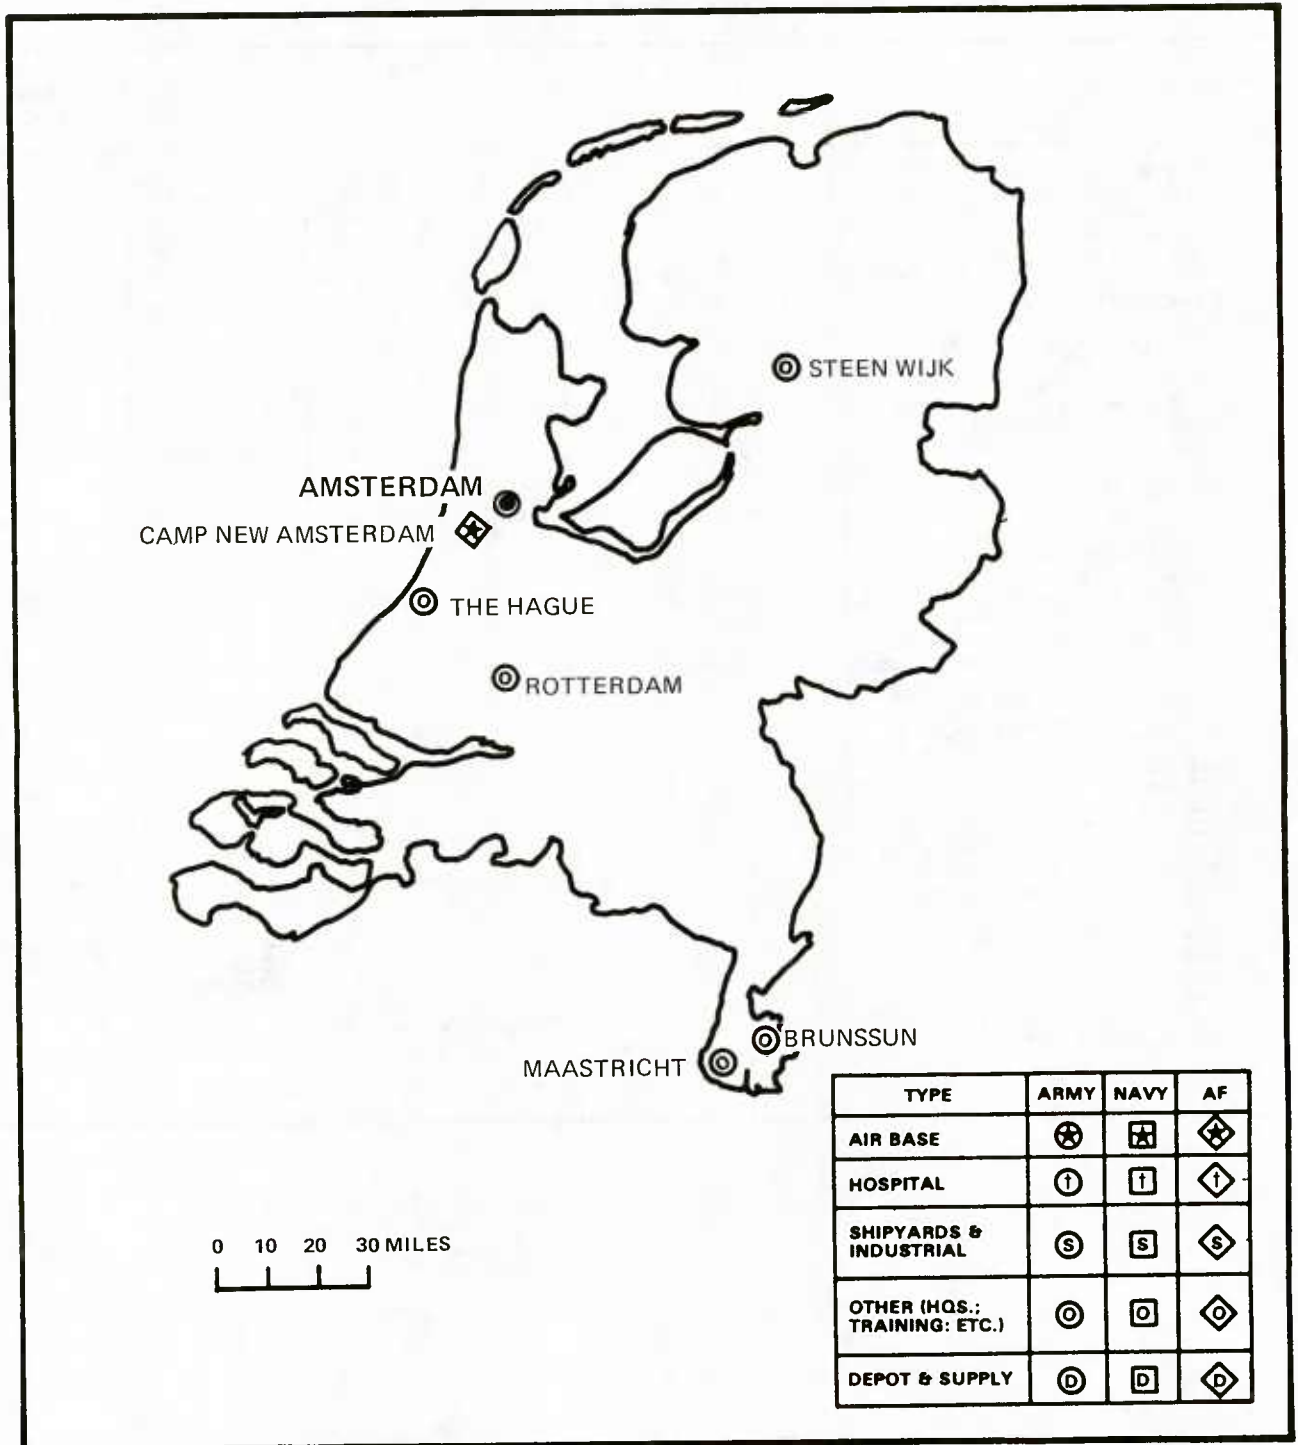 STEEN WIJK
AMSTERDAM
CAMP NEW AMSTERDAM
THE HAGUE
ROTTERDAM
BRUNSSUN
MAASTRICHT
TYPE ARMY NAVY AF
AIR BASE
HOSPITAL † † †
SHIPYARDS &
INDUSTRIAL S S S
OTHER (HQS.;
TRAINING: ETC.) O O O
DEPOT & SUPPLY D D D
0 10 20 30 MILES